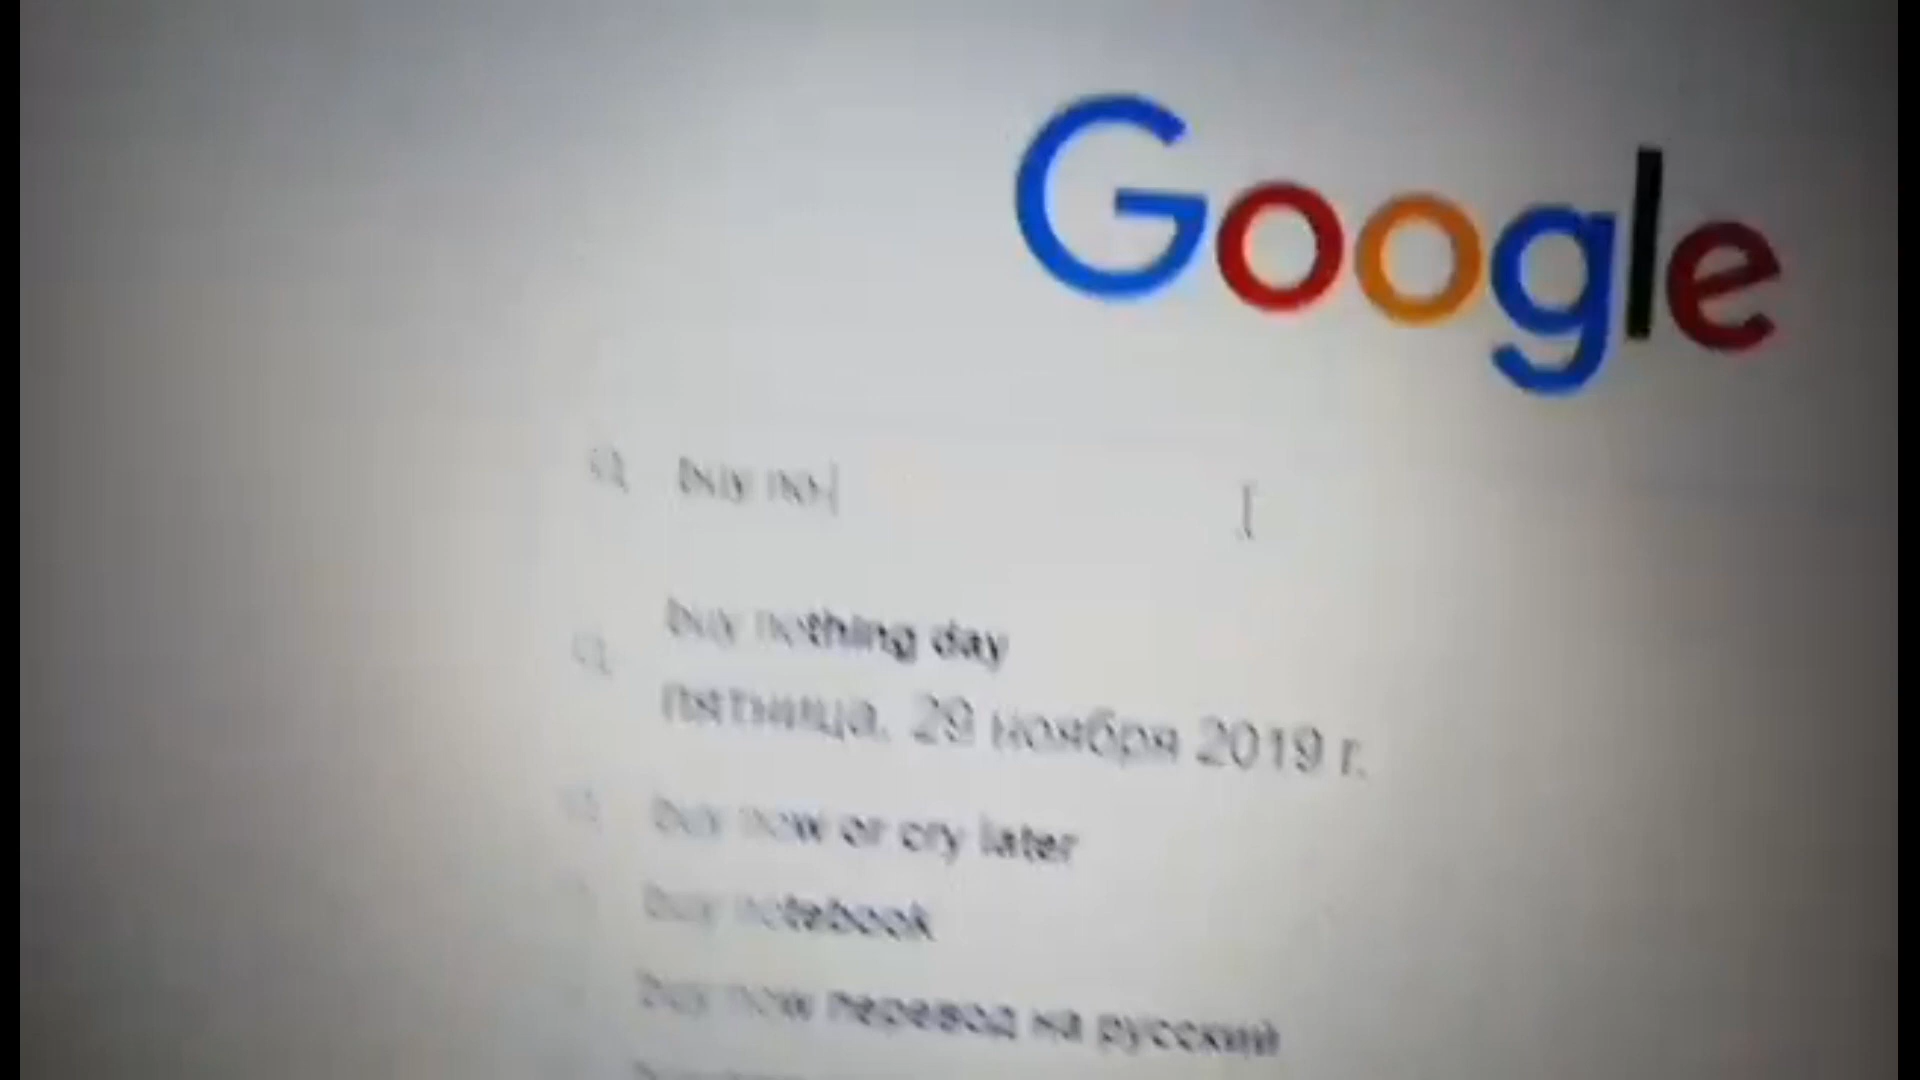 Google
buy no
buy nothing day
пятница, 29 ноября 2019 г.
buy now or cry later
buy notebook
buy now перевод на русский